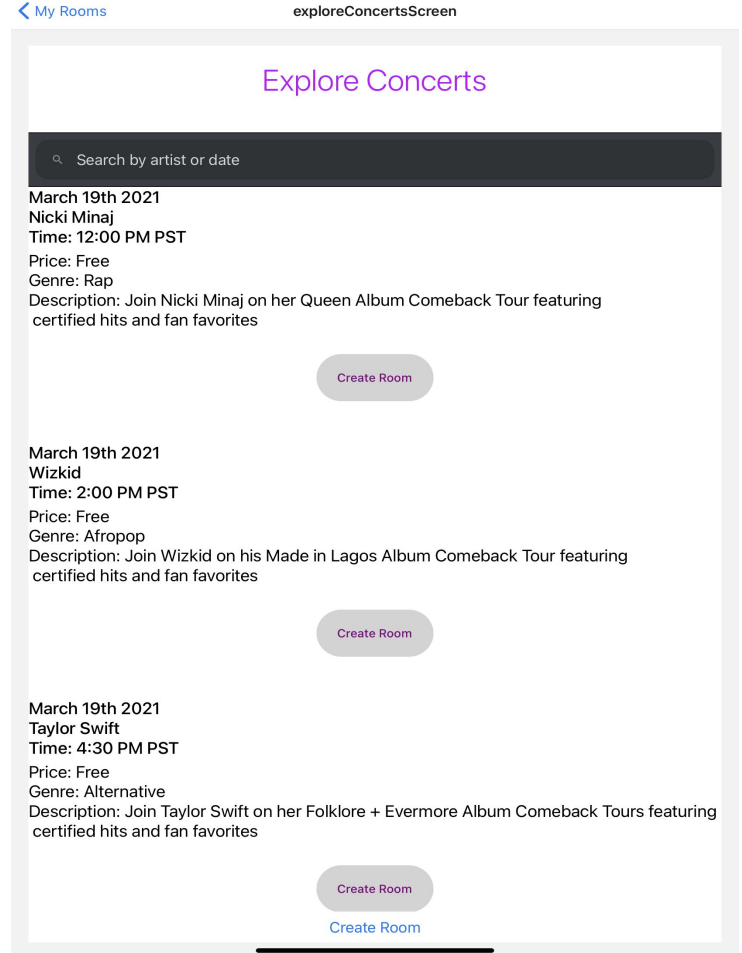 My Rooms
exploreConcertsScreen
Explore Concerts
Search by artist or date
March 19th 2021
Nicki Minaj
Time: 12:00 PM PST
Price: Free
Genre: Rap
Description: Join Nicki Minaj on her Queen Album Comeback Tour featuring
certified hits and fan favorites
Create Room
March 19th 2021
Wizkid
Time: 2:00 PM PST
Price: Free
Genre: Afropop
Description: Join Wizkid on his Made in Lagos Album Comeback Tour featuring
certified hits and fan favorites
Create Room
March 19th 2021
Taylor Swift
Time: 4:30 PM PST
Price: Free
Genre: Alternative
Description: Join Taylor Swift on her Folklore + Evermore Album Comeback Tours featuring
certified hits and fan favorites
Create Room
Create Room